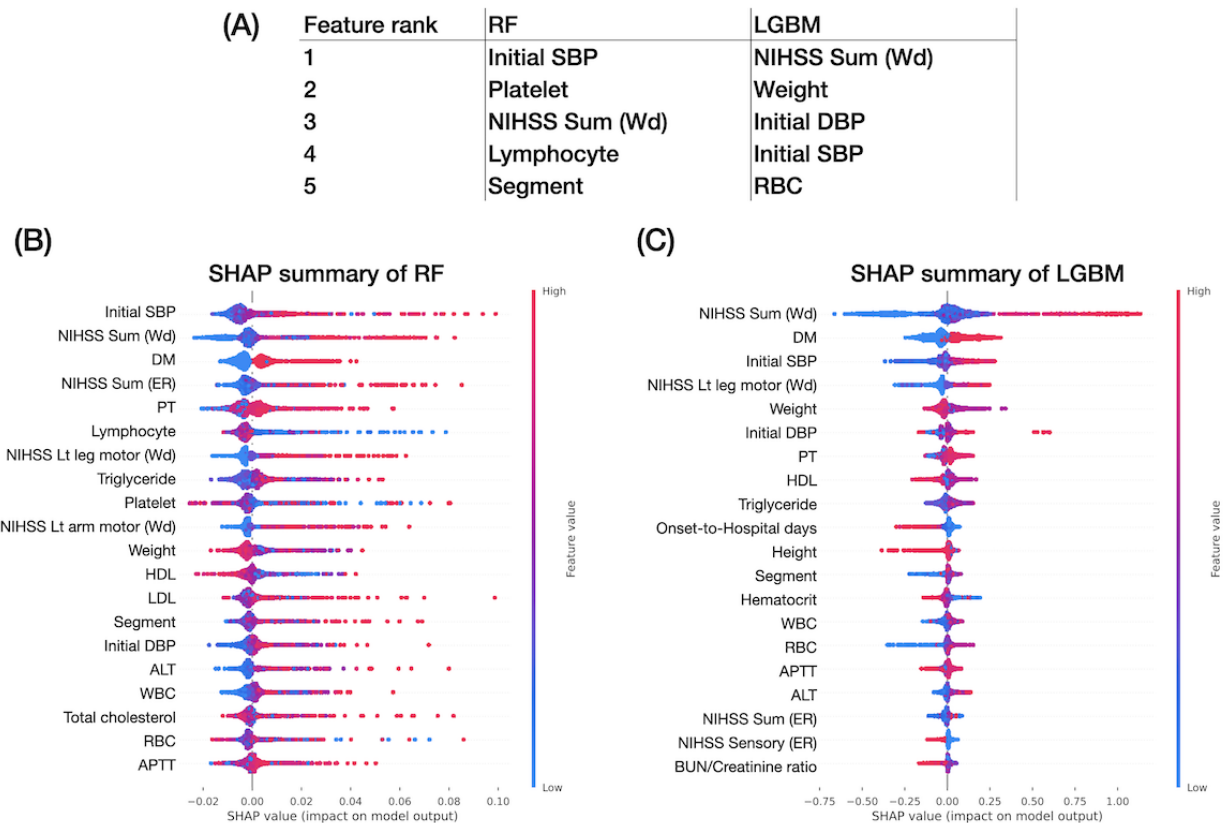 (A)
Feature rank RF LGBM
1 Initial SBP NIHSS Sum (Wd)
2 Platelet Weight
3 NIHSS Sum (Wd) Initial DBP
4 Lymphocyte Initial SBP
5 Segment RBC
(B)
SHAP summary of RF
High
Initial SBP
NIHSS Sum (Wd)
DM
NIHSS Sum (ER)
PT
Lymphocyte
NIHSS Lt leg motor (Wd)
Triglyceride
Platelet
NIHSS Lt arm motor (Wd)
Weight
HDL
LDL
Segment
Initial DBP
ALT
WBC
Total cholesterol
RBC
APTT
Feature value
Low
−0.02 0.00 0.02 0.04 0.06 0.08 0.10
SHAP value (impact on model output)
(C)
SHAP summary of LGBM
High
NIHSS Sum (Wd)
DM
Initial SBP
NIHSS Lt leg motor (Wd)
Weight
Initial DBP
PT
HDL
Triglyceride
Onset-to-Hospital days
Height
Segment
Hematocrit
WBC
RBC
APTT
ALT
NIHSS Sum (ER)
NIHSS Sensory (ER)
BUN/Creatinine ratio
Feature value
Low
−0.75 −0.50 −0.25 0.00 0.25 0.50 0.75 1.00
SHAP value (impact on model output)